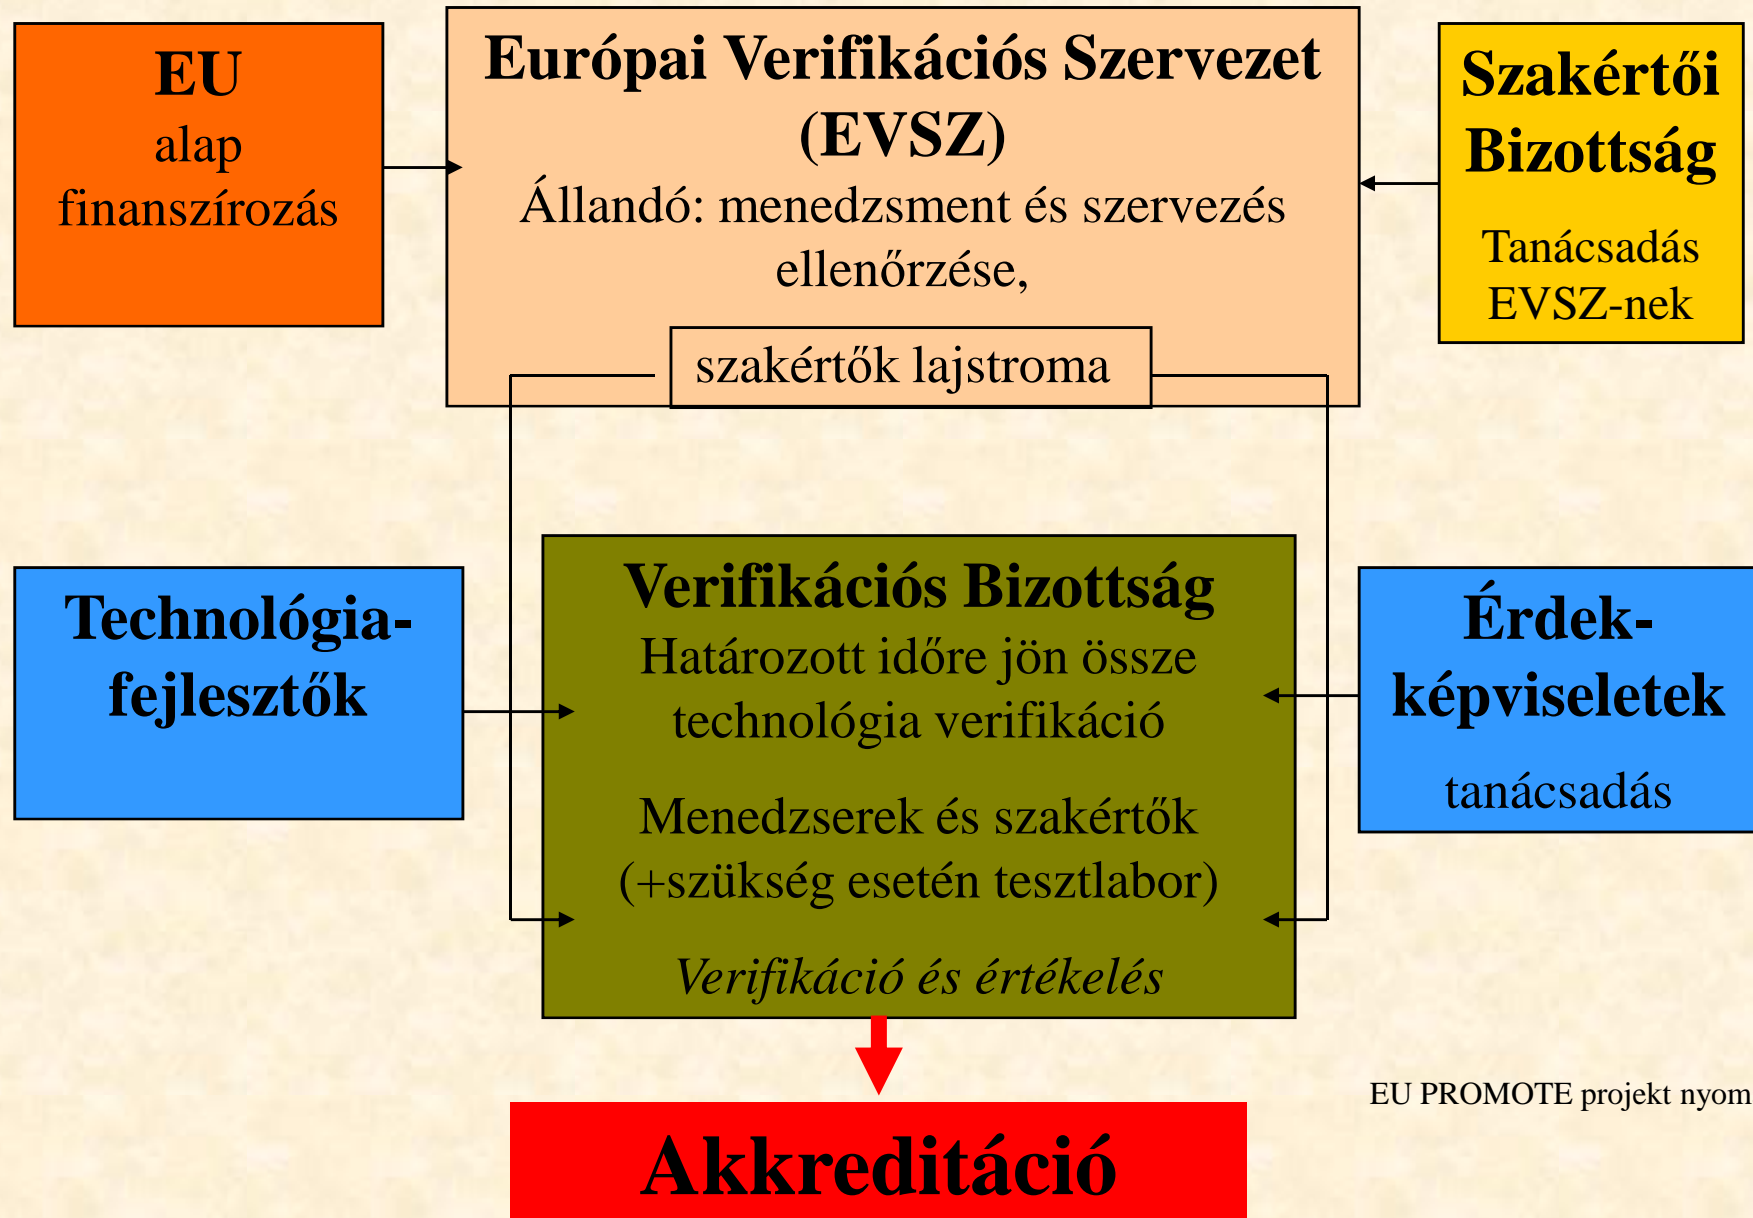 EU
alap
finanszírozás
Európai Verifikációs Szervezet
(EVSZ)
Állandó: menedzsment és szervezés
ellenőrzése,
szakértők lajstroma
Szakértői
Bizottság
Tanácsadás
EVSZ-nek
Technológia-
fejlesztők
Verifikációs Bizottság
Határozott időre jön össze
technológia verifikáció
Menedzserek és szakértők
(+szükség esetén tesztlabor)
Verifikáció és értékelés
Érdek-
képviseletek
tanácsadás
EU PROMOTE projekt nyom
Akkreditáció